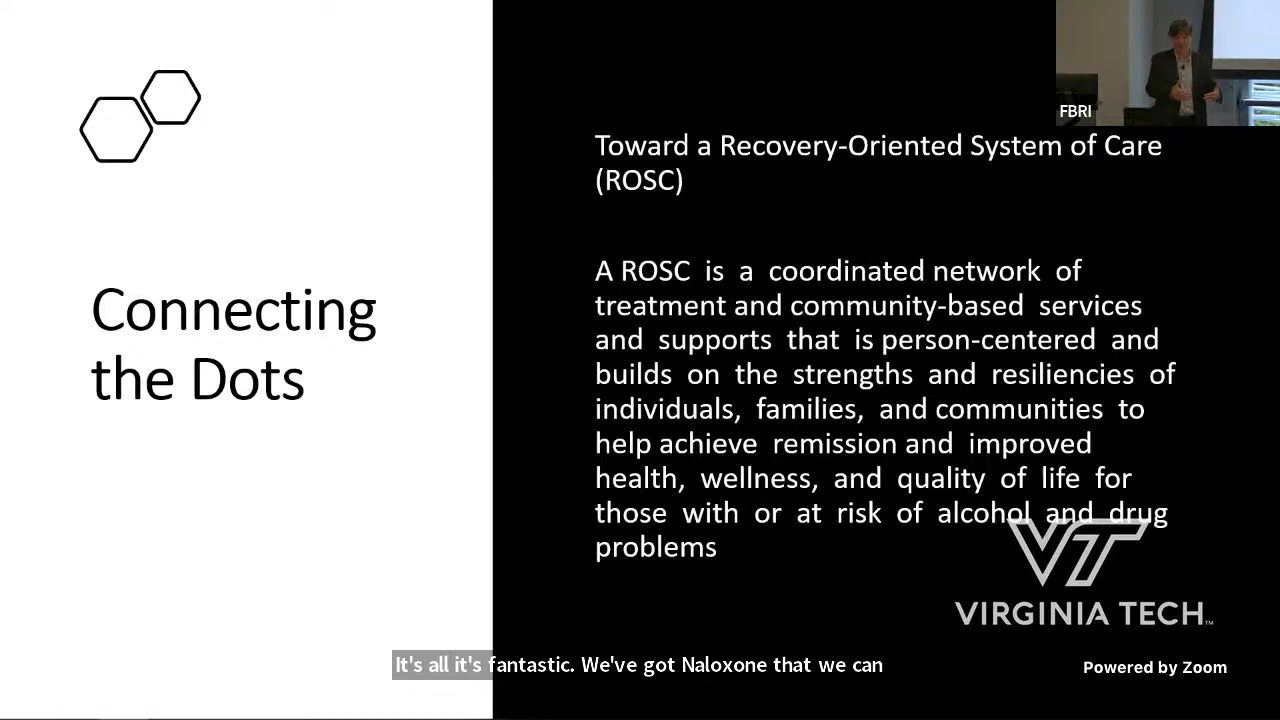 FBRI
Connecting
the Dots
Toward a Recovery-Oriented System of Care
(ROSC)
A ROSC is a coordinated network of
treatment and community-based services
and supports that is person-centered and
builds on the strengths and resiliencies of
individuals, families, and communities to
help achieve remission and improved
health, wellness, and quality of life for
those with or at risk of alcohol and drug
problems
VT
VIRGINIA TECH™
It's all it's fantastic. We've got Naloxone that we can
Powered by Zoom